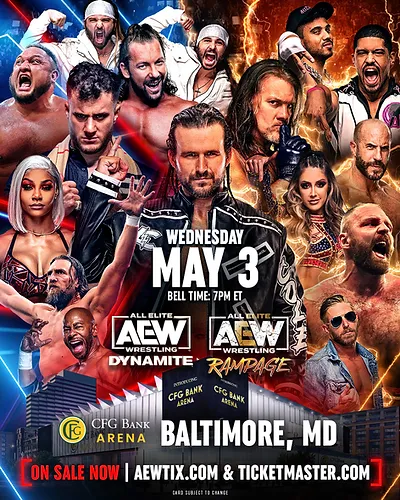 WEDNESDAY
MAY 3
BELL TIME: 7PM ET
ALL ELITE
AEW
WRESTLING
DYNAMITE
ALL ELITE
AEW
WRESTLING
RAMPAGE
INTRODUCING
CFG BANK
ARENA
CFG BANK
ARENA
CFG
CFG BANK
ARENA
BALTIMORE, MD
ON SALE NOW | AEWTIX.COM & TICKETMASTER.COM
CARD SUBJECT TO CHANGE